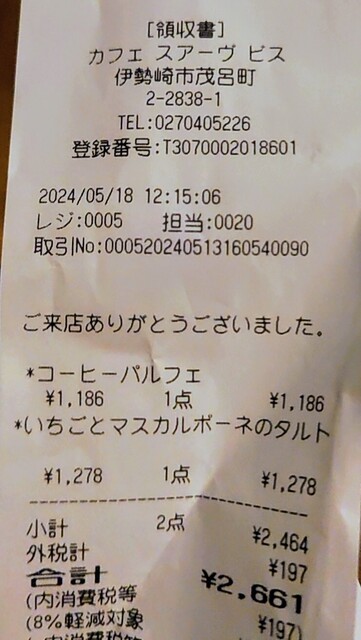 [領収書]
カフェ スアーヴ ビス
伊勢崎市茂呂町
2-2838-1
TEL:0270405226
登録番号:T3070002018601
2024/05/18 12:15:06
レジ:0005 担当:0020
取引No:000520240513160540090
ご来店ありがとうございました。
*コーヒーパルフェ
¥1,186 1点 ¥1,186
*いちごとマスカルポーネのタルト
¥1,278 1点 ¥1,278
小計 2点 ¥2,464
外税計 ¥197
合計 ¥2,661
(内消費税等 ¥197)
(8%軽減対象